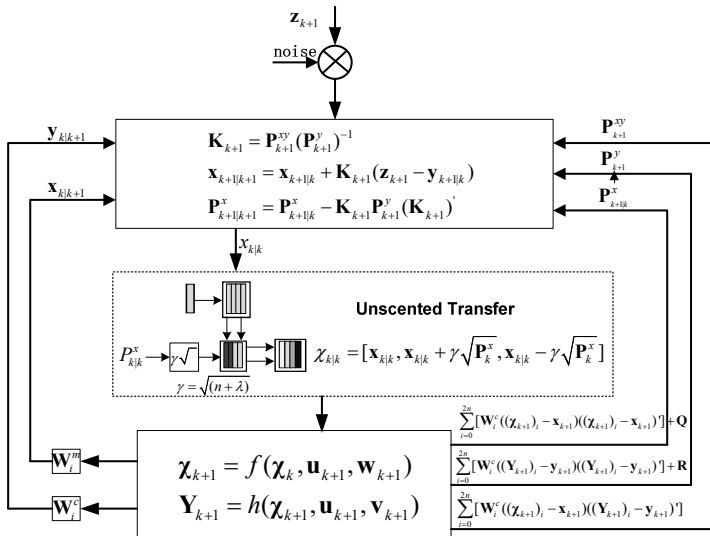 z_{k+1}
noise
y_{k|k+1}
x_{k|k+1}
K_{k+1} = P^{xy}_{k+1}(P^{y}_{k+1})^{-1}
x_{k+1|k+1} = x_{k+1|k} + K_{k+1}(z_{k+1} - y_{k+1|k})
P^{x}_{k+1|k+1} = P^{x}_{k+1|k} - K_{k+1}P^{y}_{k+1}(K_{k+1})'
P^{xy}_{k+1}
P^{y}_{k+1}
P^{x}_{k+1|k}
x_{k|k}
Unscented Transfer
P^{x}_{k|k}
γ√
γ = √(n + λ)
χ_{k|k} = [x_{k|k}, x_{k|k} + γ√P^{x}_{k}, x_{k|k} - γ√P^{x}_{k}]
W^{m}_{i}
W^{c}_{i}
χ_{k+1} = f(χ_{k}, u_{k+1}, w_{k+1})
Y_{k+1} = h(χ_{k+1}, u_{k+1}, v_{k+1})
∑_{i=0}^{2n}[W^{c}_{i}((χ_{k+1})_{i} - x_{k+1})((χ_{k+1})_{i} - x_{k+1})'] + Q
∑_{i=0}^{2n}[W^{c}_{i}((Y_{k+1})_{i} - y_{k+1})((Y_{k+1})_{i} - y_{k+1})'] + R
∑_{i=0}^{2n}[W^{c}_{i}((χ_{k+1})_{i} - x_{k+1})((Y_{k+1})_{i} - y_{k+1})']